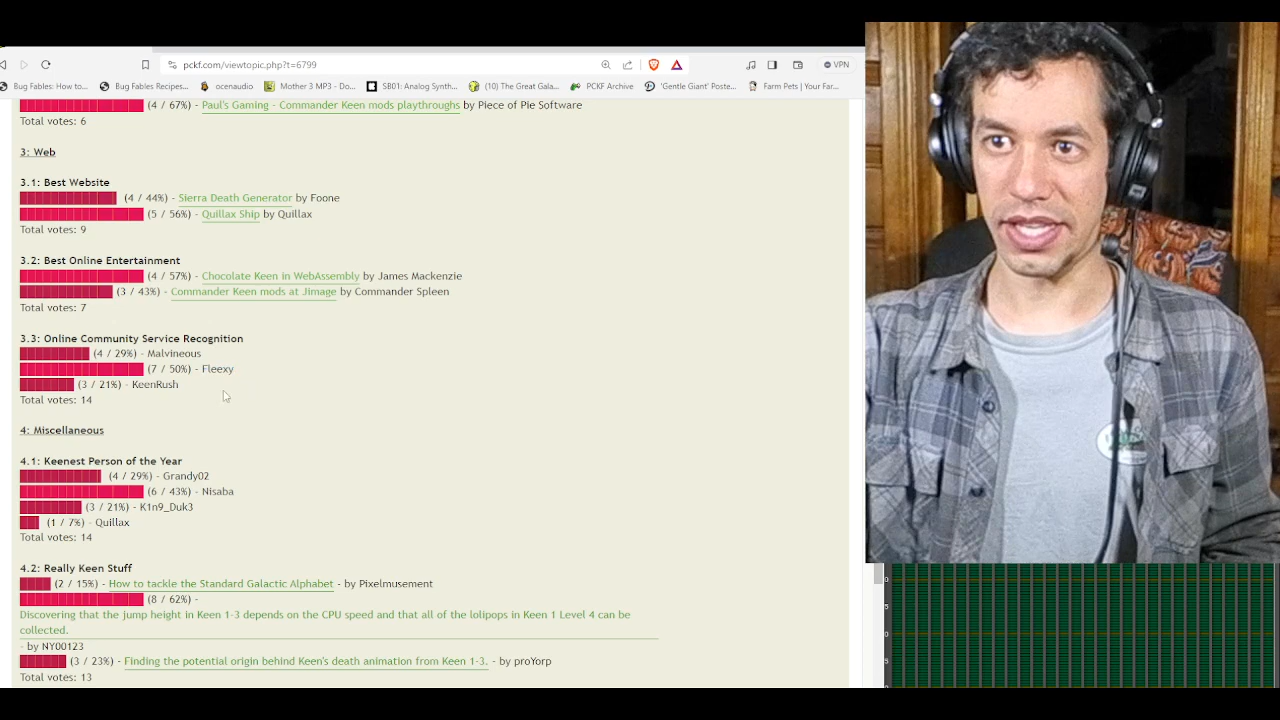 pckf.com/viewtopic.php?t=6799
VPN
Bug Fables: How to...
Bug Fables Recipes...
ocenaudio
Mother 3 MP3 - Do...
SB01: Analog Synth...
(10) The Great Gala...
PCKF Archive
'Gentle Giant' Poste...
Farm Pets | Your Far...
(4 / 67%) - Paul's Gaming - Commander Keen mods playthroughs by Piece of Pie Software
Total votes: 6
3: Web
3.1: Best Website
(4 / 44%) - Sierra Death Generator by Foone
(5 / 56%) - Quillax Ship by Quillax
Total votes: 9
3.2: Best Online Entertainment
(4 / 57%) - Chocolate Keen in WebAssembly by James Mackenzie
(3 / 43%) - Commander Keen mods at Jimage by Commander Spleen
Total votes: 7
3.3: Online Community Service Recognition
(4 / 29%) - Malvineous
(7 / 50%) - Fleexy
(3 / 21%) - KeenRush
Total votes: 14
4: Miscellaneous
4.1: Keenest Person of the Year
(4 / 29%) - Grandy02
(6 / 43%) - Nisaba
(3 / 21%) - K1n9_Duk3
(1 / 7%) - Quillax
Total votes: 14
4.2: Really Keen Stuff
(2 / 15%) - How to tackle the Standard Galactic Alphabet - by Pixelmusement
(8 / 62%) -
Discovering that the jump height in Keen 1-3 depends on the CPU speed and that all of the lolipops in Keen 1 Level 4 can be
collected.
- by NY00123
(3 / 23%) - Finding the potential origin behind Keen's death animation from Keen 1-3. - by proYorp
Total votes: 13